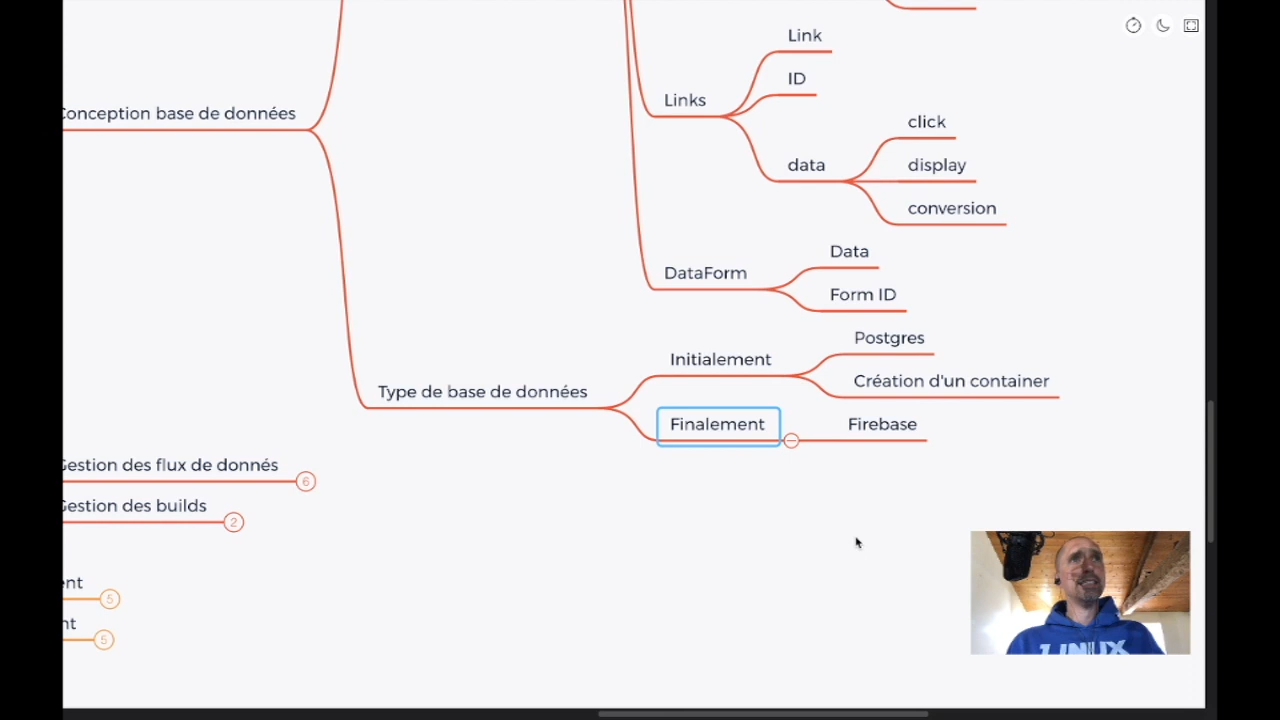 Link
ID
Links
click
data
display
conversion
Conception base de données
Data
DataForm
Form ID
Postgres
Initialement
Création d'un container
Type de base de données
Finalement
Firebase
Gestion des flux de donnés
6
Gestion des builds
2
ent
5
nt
5
LINUX